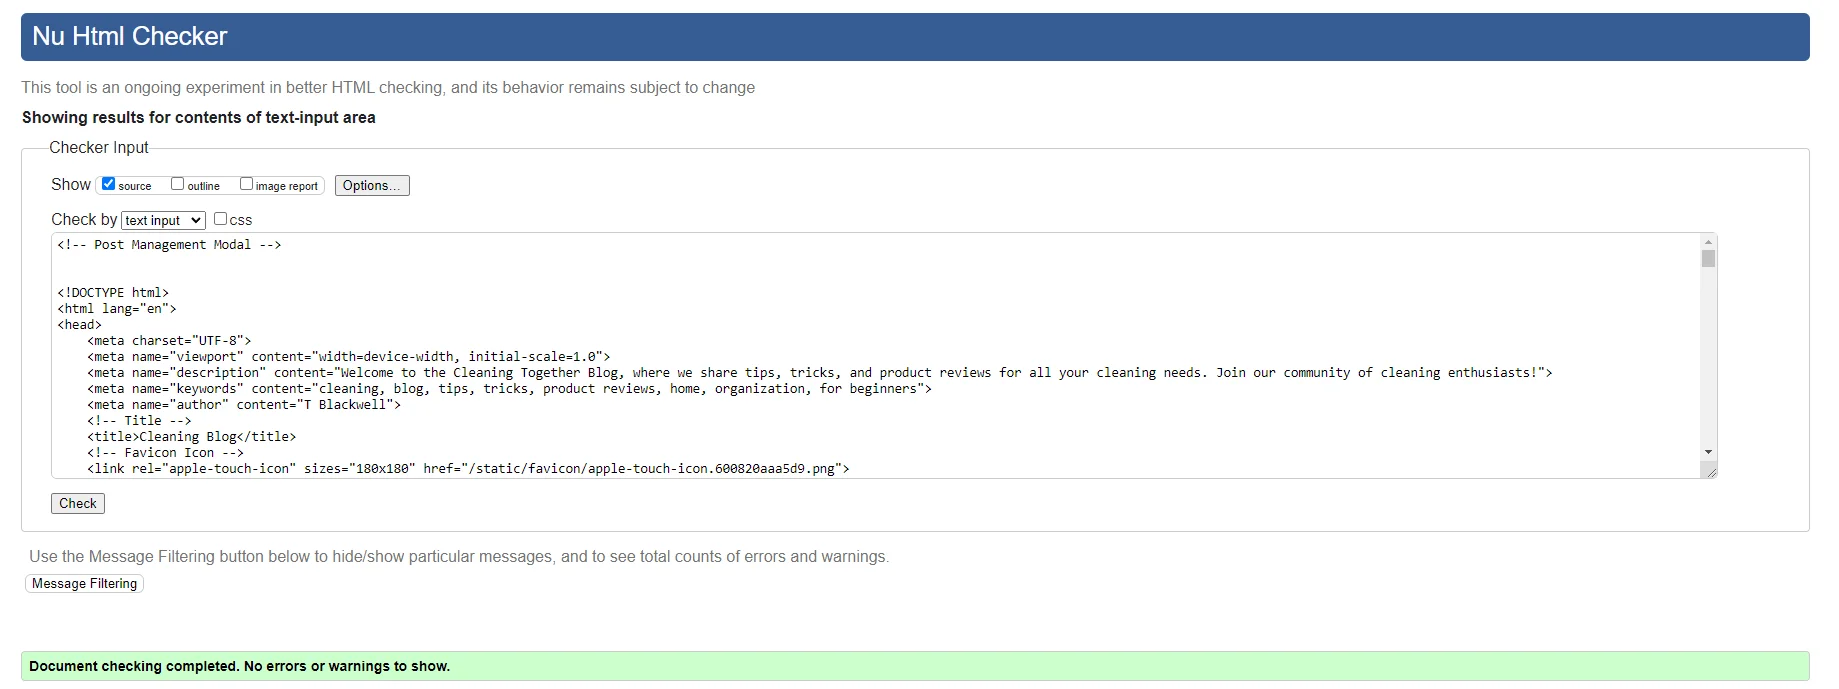 Nu Html Checker
This tool is an ongoing experiment in better HTML checking, and its behavior remains subject to change
Showing results for contents of text-input area
Checker Input
Show source outline image report Options...
Check by text input css
<!-- Post Management Modal -->
<!DOCTYPE html>
<html lang="en">
<head>
<meta charset="UTF-8">
<meta name="viewport" content="width=device-width, initial-scale=1.0">
<meta name="description" content="Welcome to the Cleaning Together Blog, where we share tips, tricks, and product reviews for all your cleaning needs. Join our community of cleaning enthusiasts!">
<meta name="keywords" content="cleaning, blog, tips, tricks, product reviews, home, organization, for beginners">
<meta name="author" content="T Blackwell">
<!-- Title -->
<title>Cleaning Blog</title>
<!-- Favicon Icon -->
<link rel="apple-touch-icon" sizes="180x180" href="/static/favicon/apple-touch-icon.600820aaa5d9.png">
Check
Use the Message Filtering button below to hide/show particular messages, and to see total counts of errors and warnings.
Message Filtering
Document checking completed. No errors or warnings to show.